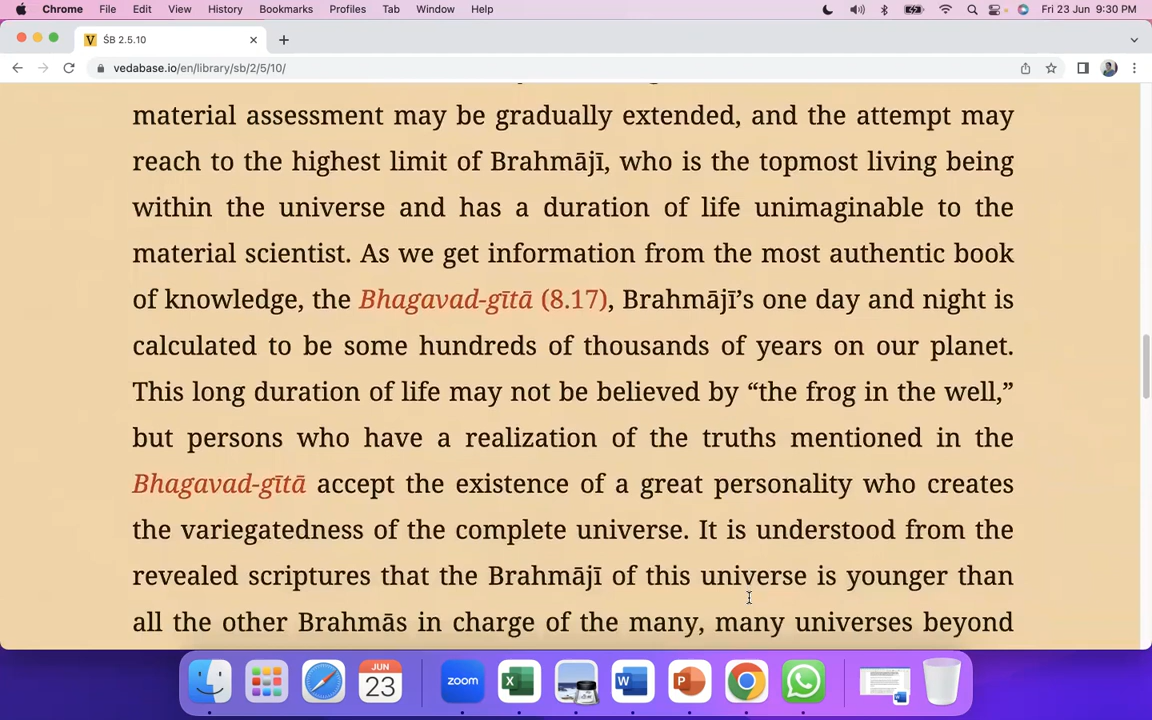 Chrome File Edit View History Bookmarks Profiles Tab Window Help Fri 23 Jun 9:30 PM
V ŚB 2.5.10
vedabase.io/en/library/sb/2/5/10/
material assessment may be gradually extended, and the attempt may
reach to the highest limit of Brahmājī, who is the topmost living being
within the universe and has a duration of life unimaginable to the
material scientist. As we get information from the most authentic book
of knowledge, the Bhagavad-gītā (8.17), Brahmājī’s one day and night is
calculated to be some hundreds of thousands of years on our planet.
This long duration of life may not be believed by “the frog in the well,”
but persons who have a realization of the truths mentioned in the
Bhagavad-gītā accept the existence of a great personality who creates
the variegatedness of the complete universe. It is understood from the
revealed scriptures that the Brahmājī of this universe is younger than
all the other Brahmās in charge of the many, many universes beyond
JUN
23
zoom
X
W
P
W